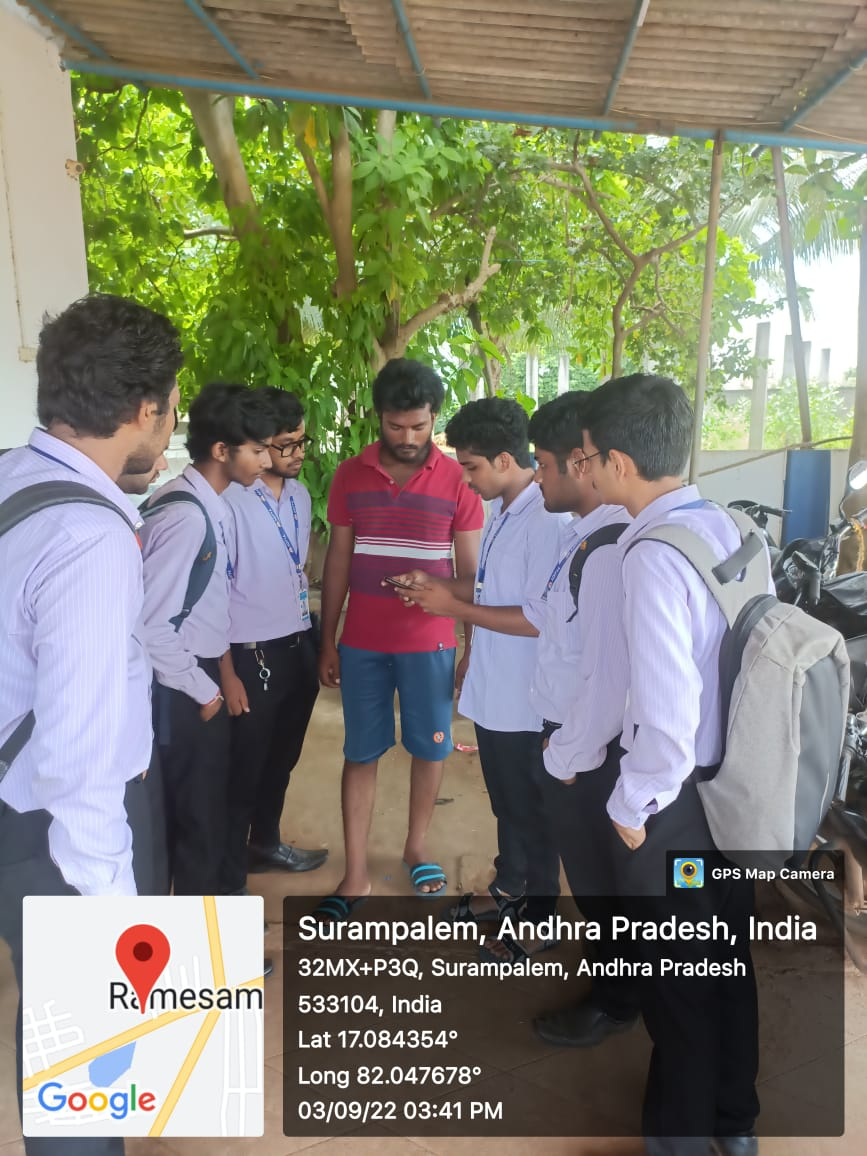 GPS Map Camera
Ramesam
Google
Surampalem, Andhra Pradesh, India
32MX+P3Q, Surampalem, Andhra Pradesh
533104, India
Lat 17.084354°
Long 82.047678°
03/09/22 03:41 PM